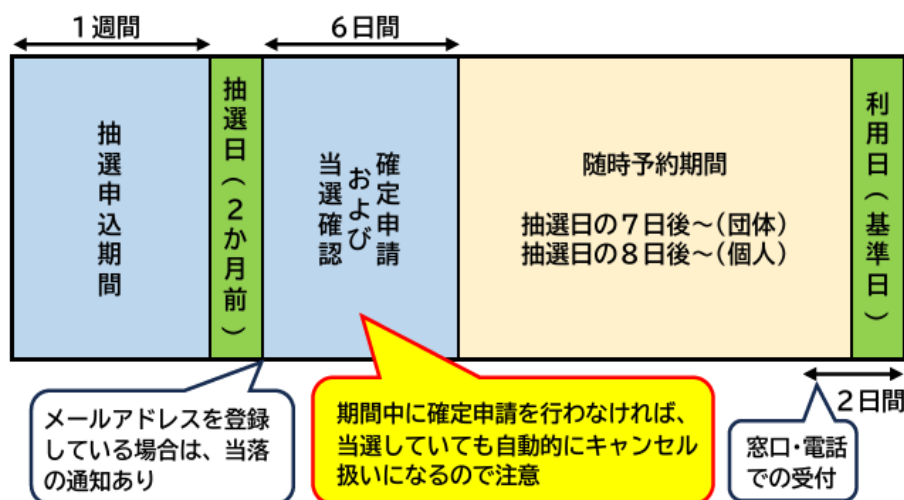 1週間
6日間
抽選申込期間
抽選日(2か月前)
当選確認
および
確定申請
随時予約期間
抽選日の7日後~(団体)
抽選日の8日後~(個人)
利用日(基準日)
2日間
メールアドレスを登録
している場合は、当落
の通知あり
期間中に確定申請を行わなければ、
当選していても自動的にキャンセル
扱いになるので注意
窓口・電話
での受付